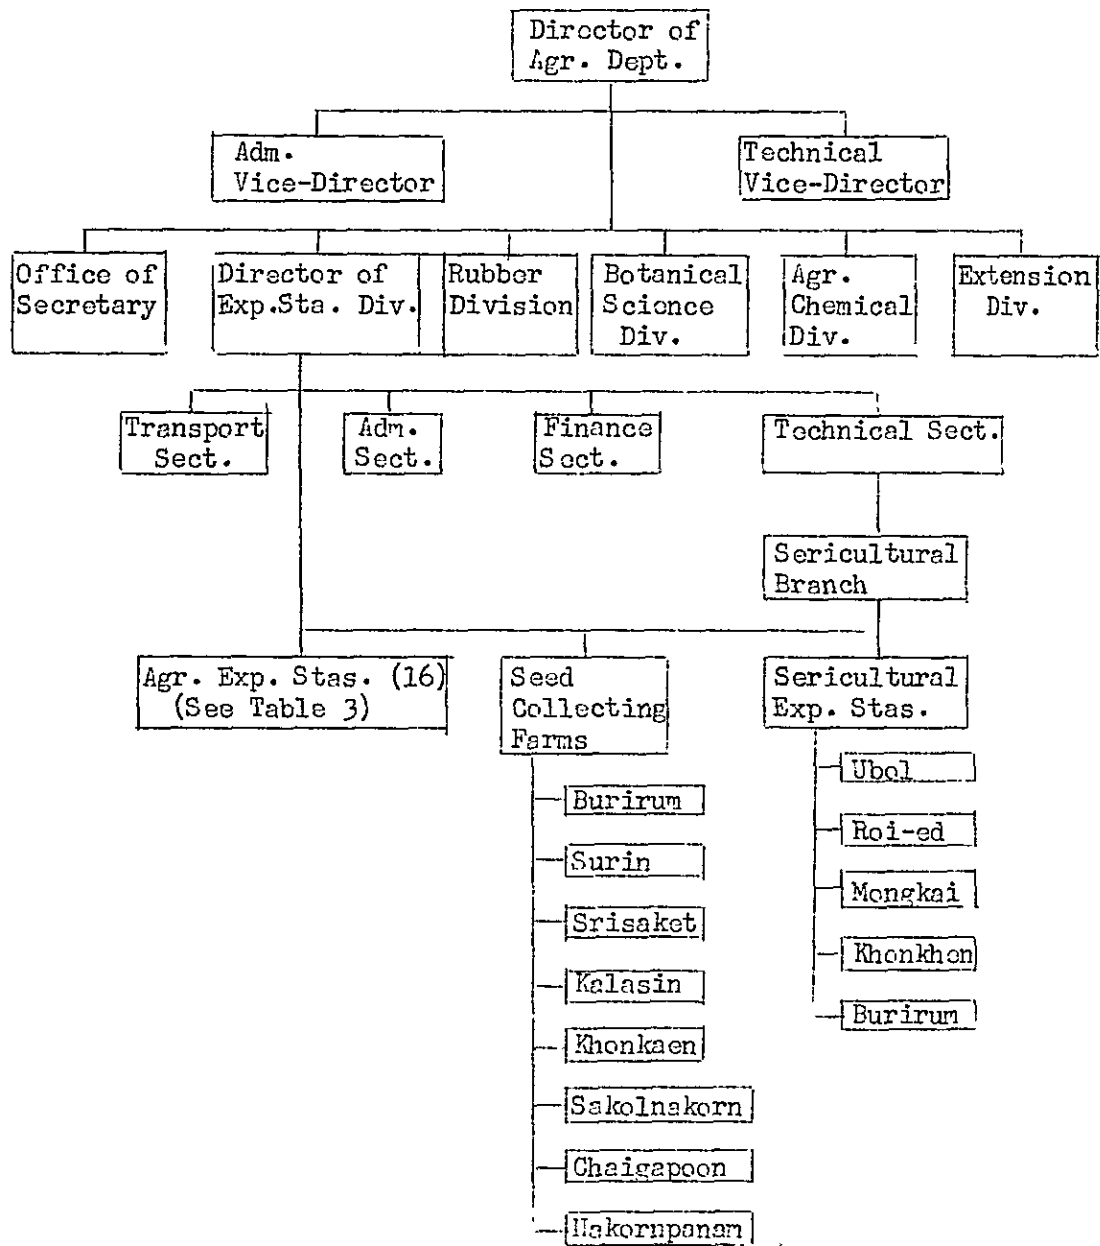 Director of
Agr. Dept.
Adm.
Vice-Director
Technical
Vice-Director
Office of
Secretary
Director of
Exp.Sta. Div.
Rubber
Division
Botanical
Science
Div.
Agr.
Chemical
Div.
Extension
Div.
Transport
Sect.
Adm.
Sect.
Finance
Sect.
Technical Sect.
Sericultural
Branch
Agr. Exp. Stas. (16)
(See Table 3)
Seed
Collecting
Farms
Sericultural
Exp. Stas.
Burirum
Surin
Srisaket
Kalasin
Khonkaen
Sakolnakorn
Chaigapoon
Nakornpanam
Ubol
Roi-ed
Mongkai
Khonkhen
Burirum